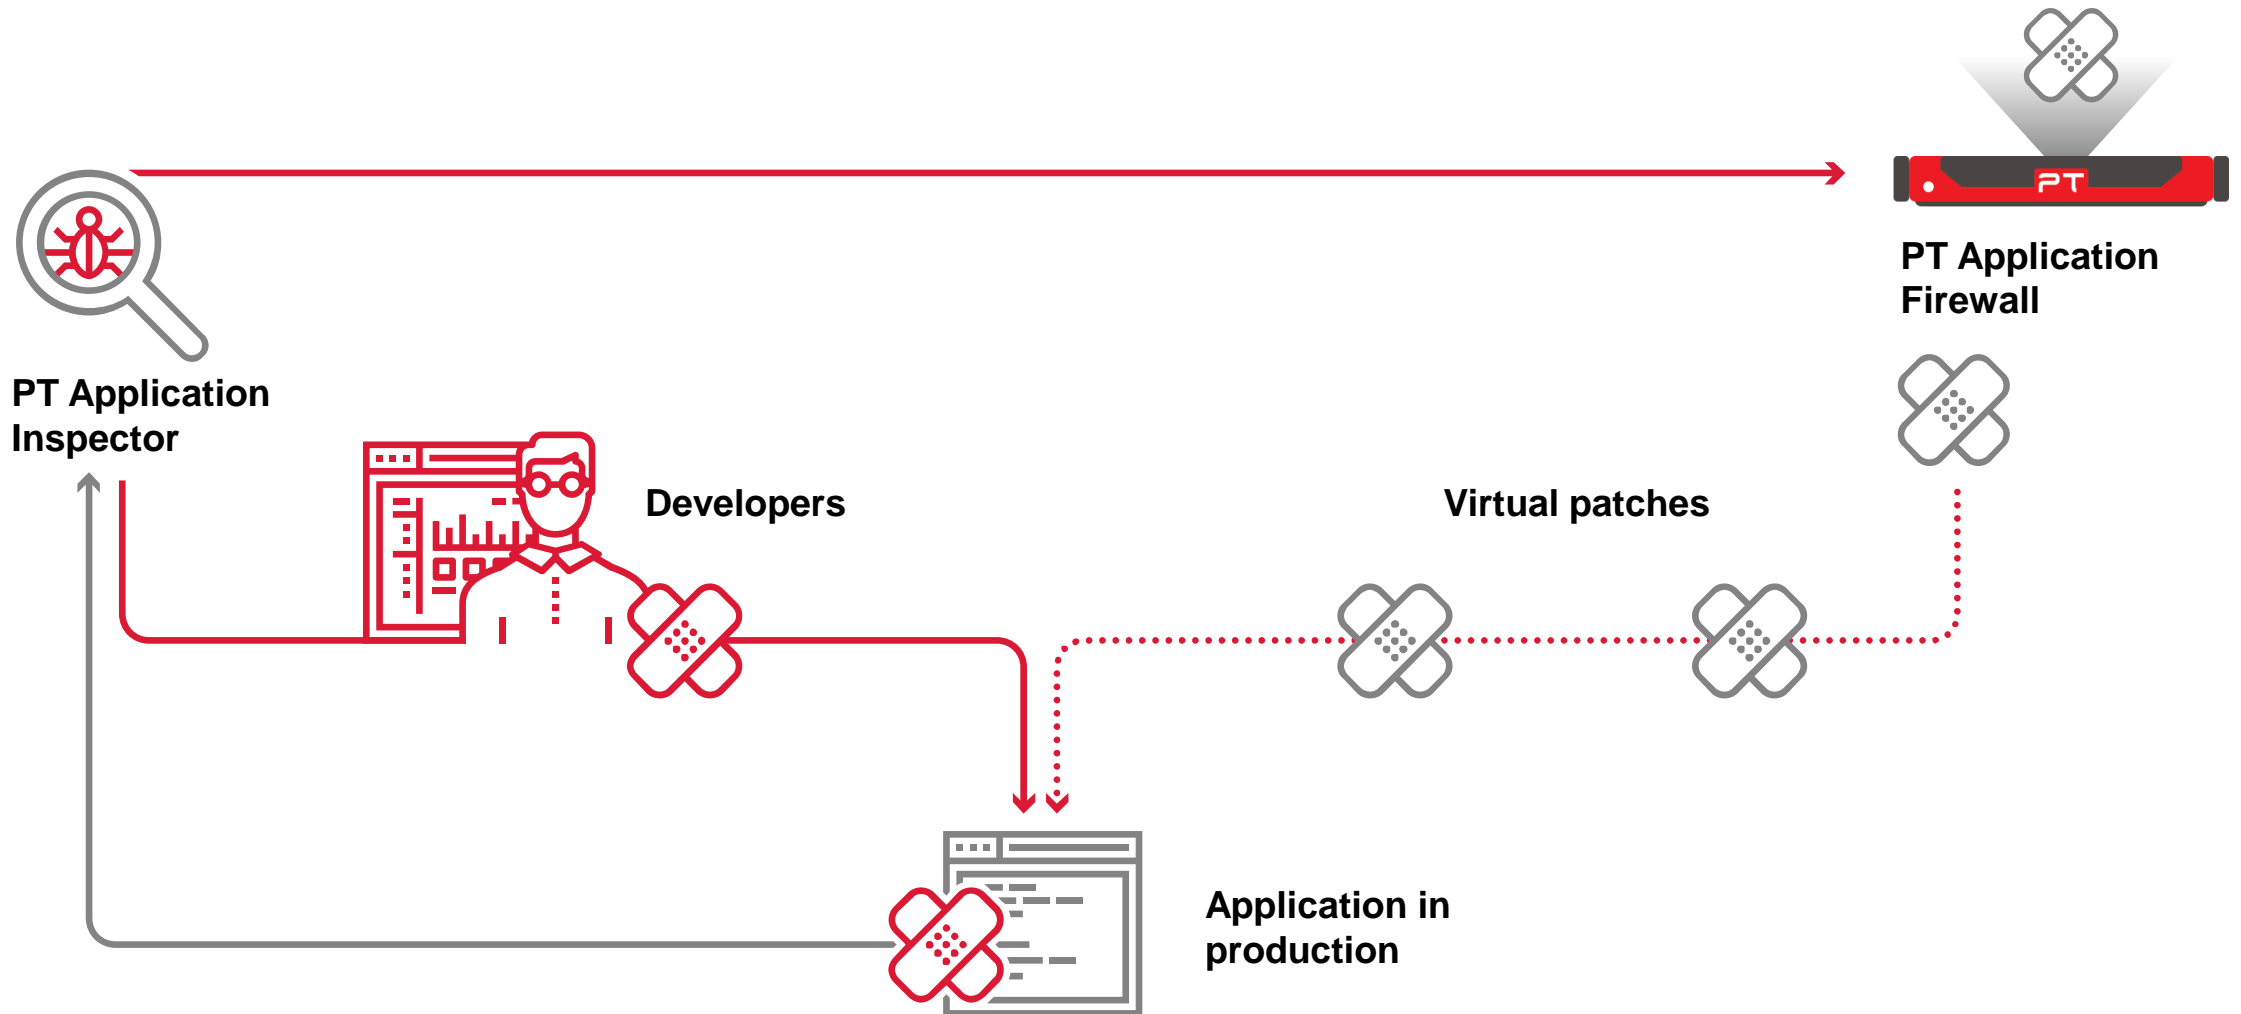 PT
PT Application
Firewall
PT Application
Inspector
Developers
Virtual patches
Application in
production